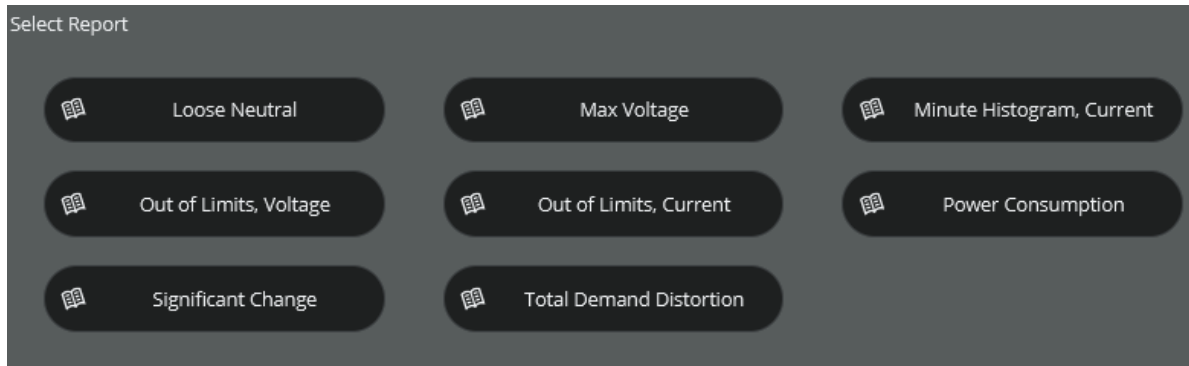 Select Report
Loose Neutral
Max Voltage
Minute Histogram, Current
Out of Limits, Voltage
Out of Limits, Current
Power Consumption
Significant Change
Total Demand Distortion